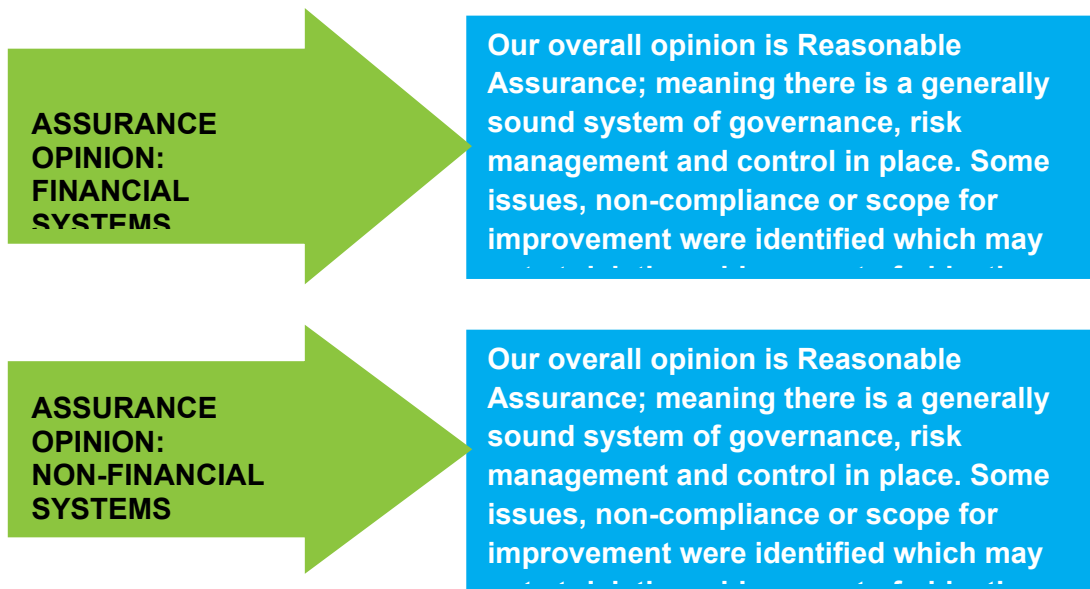 ASSURANCE
OPINION:
FINANCIAL
SYSTEMS
Our overall opinion is Reasonable
Assurance; meaning there is a generally
sound system of governance, risk
management and control in place. Some
issues, non-compliance or scope for
improvement were identified which may
ASSURANCE
OPINION:
NON-FINANCIAL
SYSTEMS
Our overall opinion is Reasonable
Assurance; meaning there is a generally
sound system of governance, risk
management and control in place. Some
issues, non-compliance or scope for
improvement were identified which may